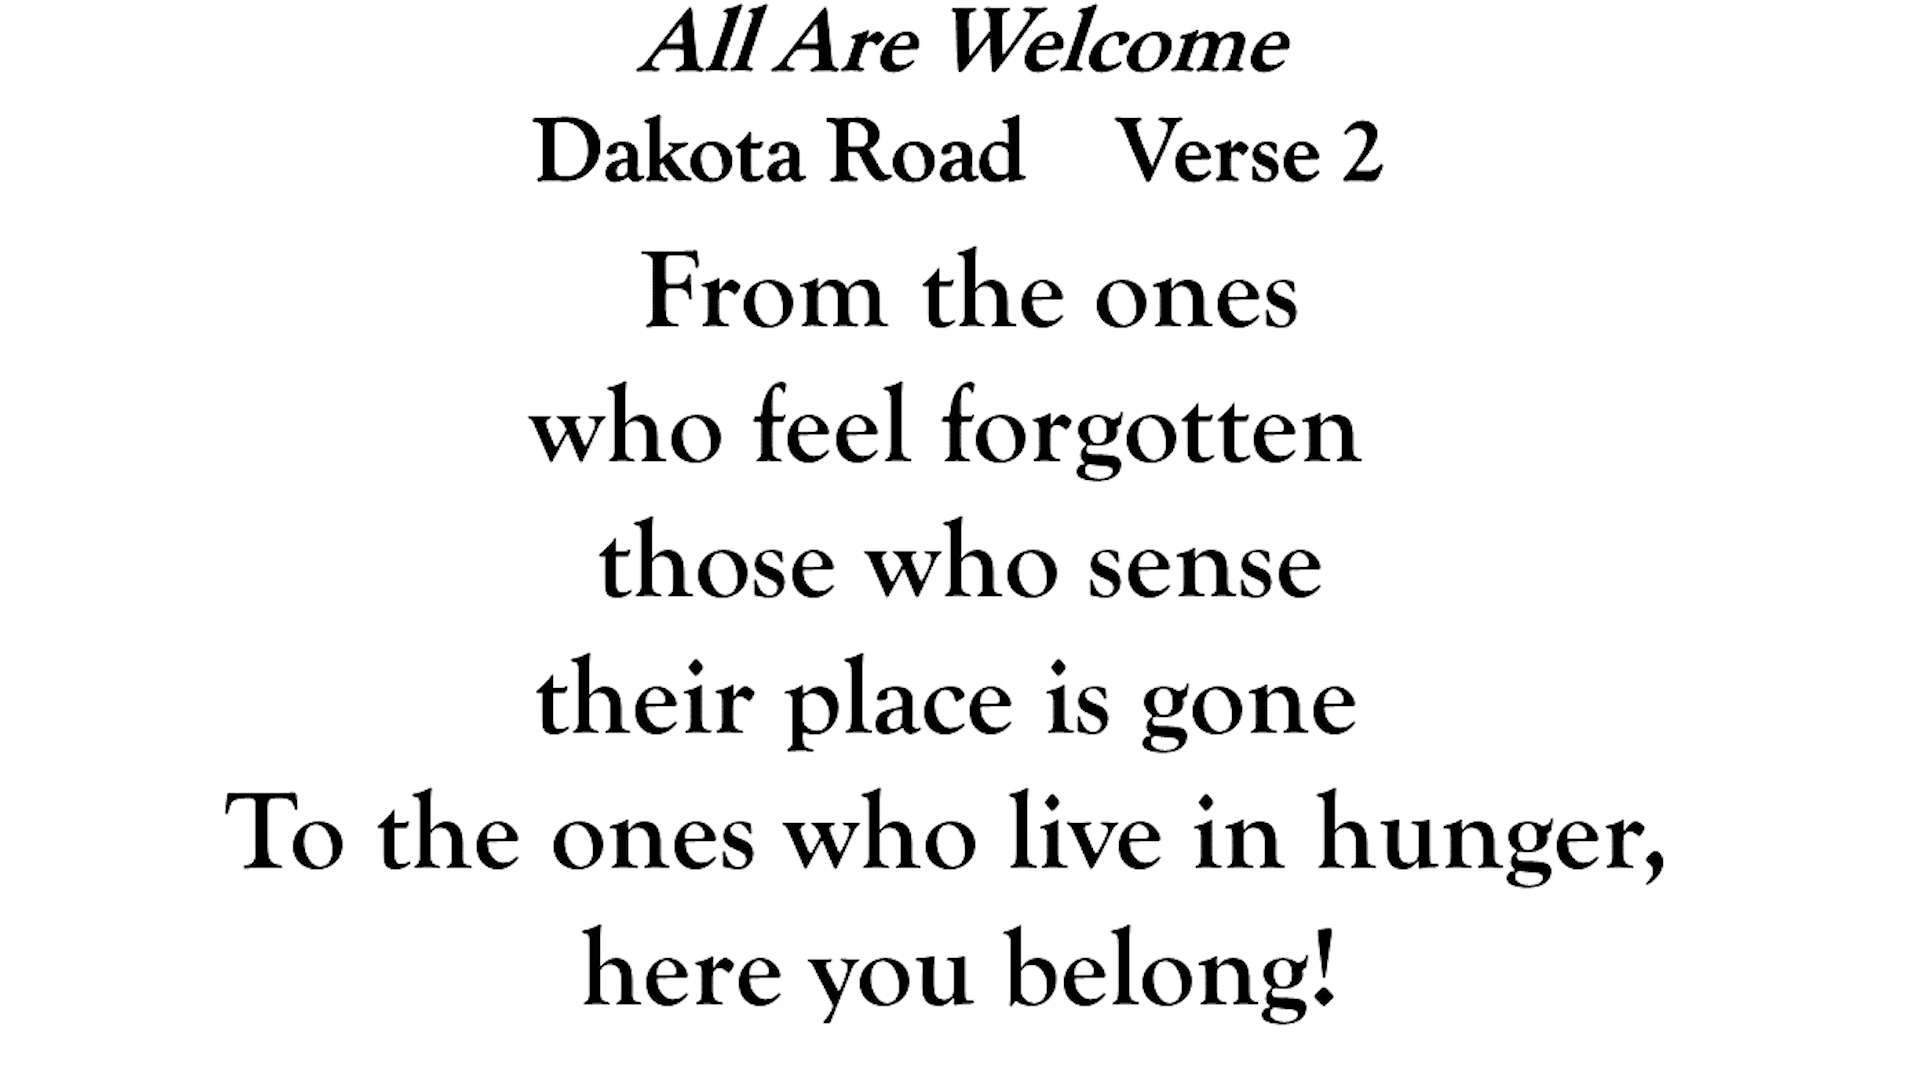 All Are Welcome
Dakota Road Verse 2
From the ones
who feel forgotten
those who sense
their place is gone
To the ones who live in hunger,
here you belong!